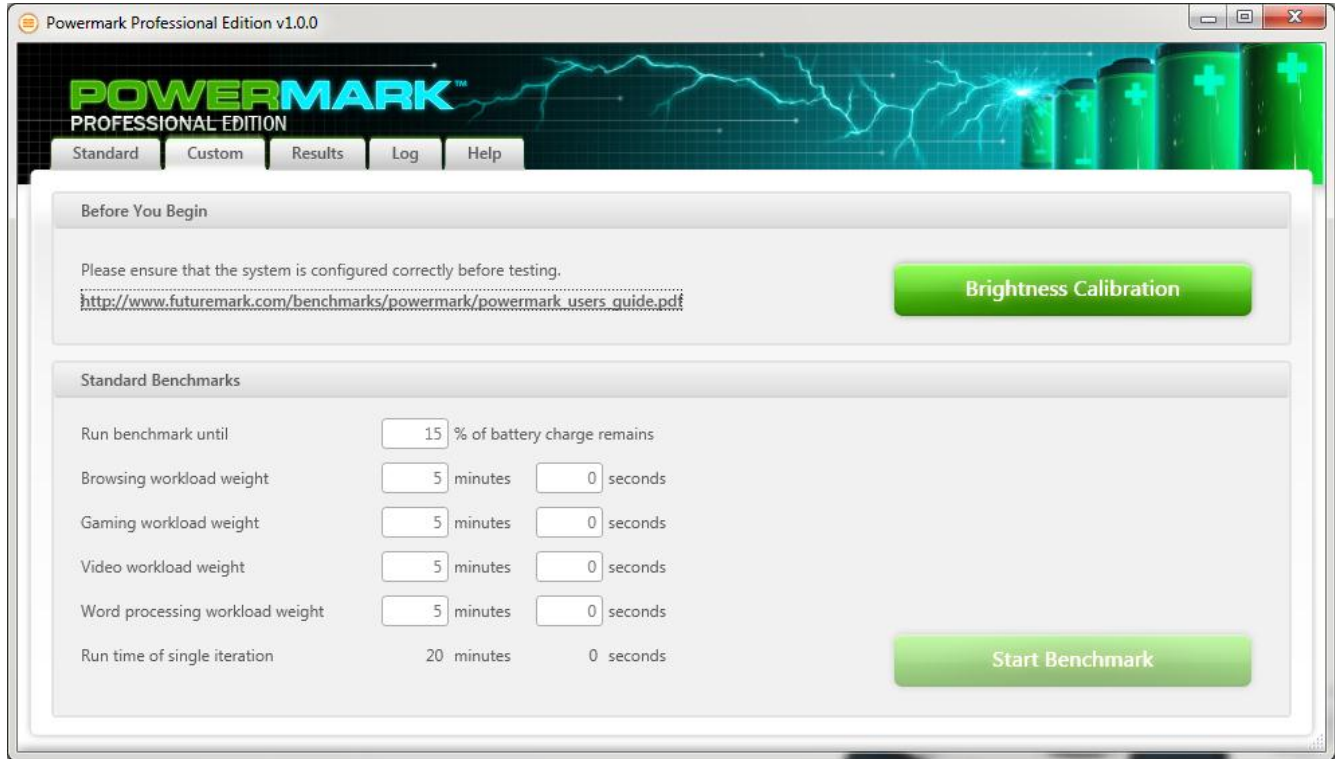 Powermark Professional Edition v1.0.0
POWERMARK™
PROFESSIONAL EDITION
Standard Custom Results Log Help
Before You Begin
Please ensure that the system is configured correctly before testing.
http://www.futuremark.com/benchmarks/powermark/powermark_users_guide.pdf
Brightness Calibration
Standard Benchmarks
Run benchmark until 15 % of battery charge remains
Browsing workload weight 5 minutes 0 seconds
Gaming workload weight 5 minutes 0 seconds
Video workload weight 5 minutes 0 seconds
Word processing workload weight 5 minutes 0 seconds
Run time of single iteration 20 minutes 0 seconds
Start Benchmark